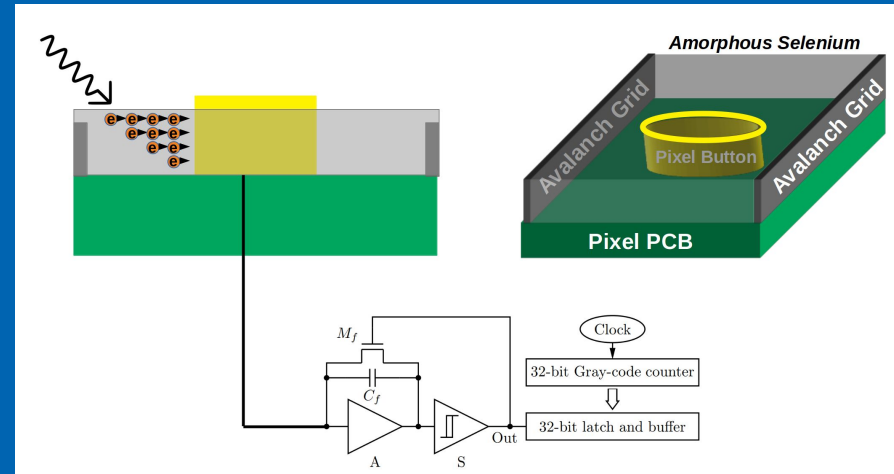 Amorphous Selenium
e e e e
e e e
e e
e
Avalanch Grid
Pixel Button
Avalanch Grid
Pixel PCB
M_f
C_f
A
S
Out
Clock
32-bit Gray-code counter
32-bit latch and buffer